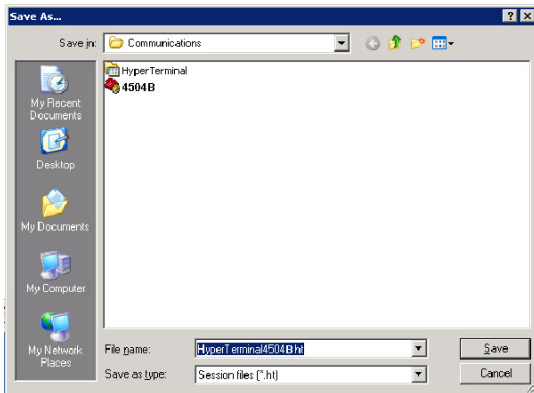 Save As...
Save in:
Communications
HyperTerminal
4504B
My Recent
Documents
Desktop
My Documents
My Computer
My Network
Places
File name:
HyperTerminal4504B.ht
Save
Save as type:
Session files (*.ht)
Cancel